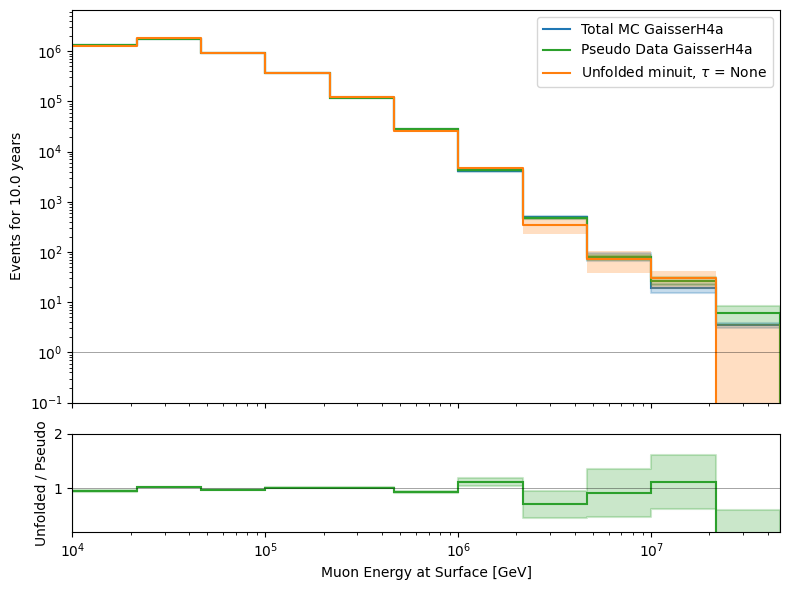 Total MC GaisserH4a
Pseudo Data GaisserH4a
Unfolded minuit, τ = None
Events for 10.0 years
10⁶
10⁵
10⁴
10³
10²
10¹
10⁰
10⁻¹
Unfolded / Pseudo
2
1
10⁴ 10⁵ 10⁶ 10⁷
Muon Energy at Surface [GeV]